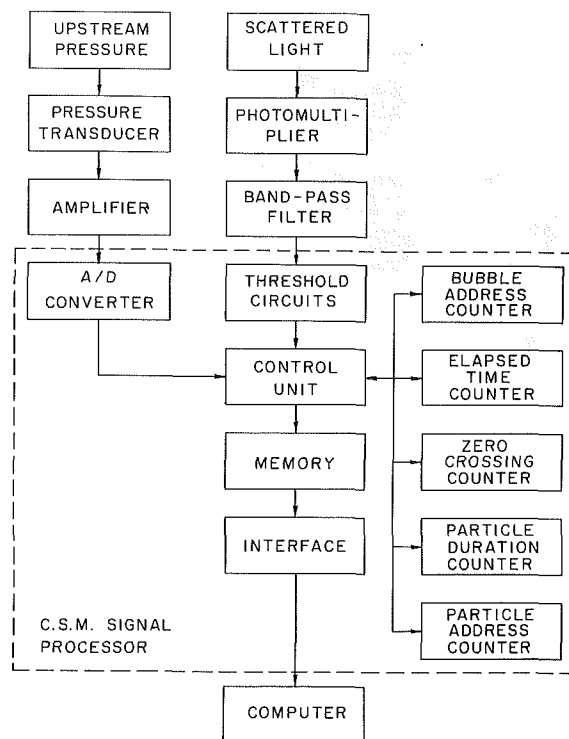 UPSTREAM
PRESSURE
SCATTERED
LIGHT
PRESSURE
TRANSDUCER
PHOTOMULTI-
PLIER
AMPLIFIER
BAND-PASS
FILTER
A/D
CONVERTER
THRESHOLD
CIRCUITS
BUBBLE
ADDRESS
COUNTER
CONTROL
UNIT
ELAPSED
TIME
COUNTER
MEMORY
ZERO
CROSSING
COUNTER
INTERFACE
PARTICLE
DURATION
COUNTER
C.S.M. SIGNAL
PROCESSOR
PARTICLE
ADDRESS
COUNTER
COMPUTER